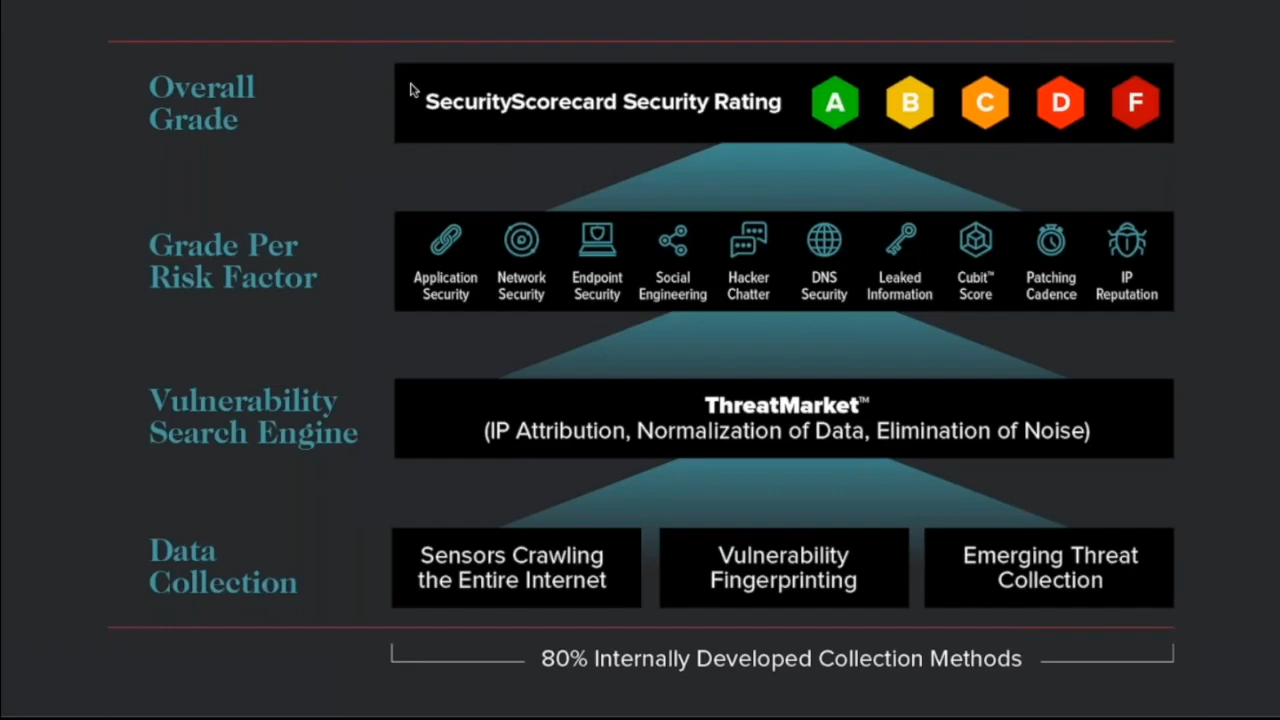 Overall
Grade
SecurityScorecard Security Rating
A B C D F
Grade Per
Risk Factor
Application
Security
Network
Security
Endpoint
Security
Social
Engineering
Hacker
Chatter
DNS
Security
Leaked
Information
Cubit™
Score
Patching
Cadence
IP
Reputation
Vulnerability
Search Engine
ThreatMarket™
(IP Attribution, Normalization of Data, Elimination of Noise)
Data
Collection
Sensors Crawling
the Entire Internet
Vulnerability
Fingerprinting
Emerging Threat
Collection
80% Internally Developed Collection Methods